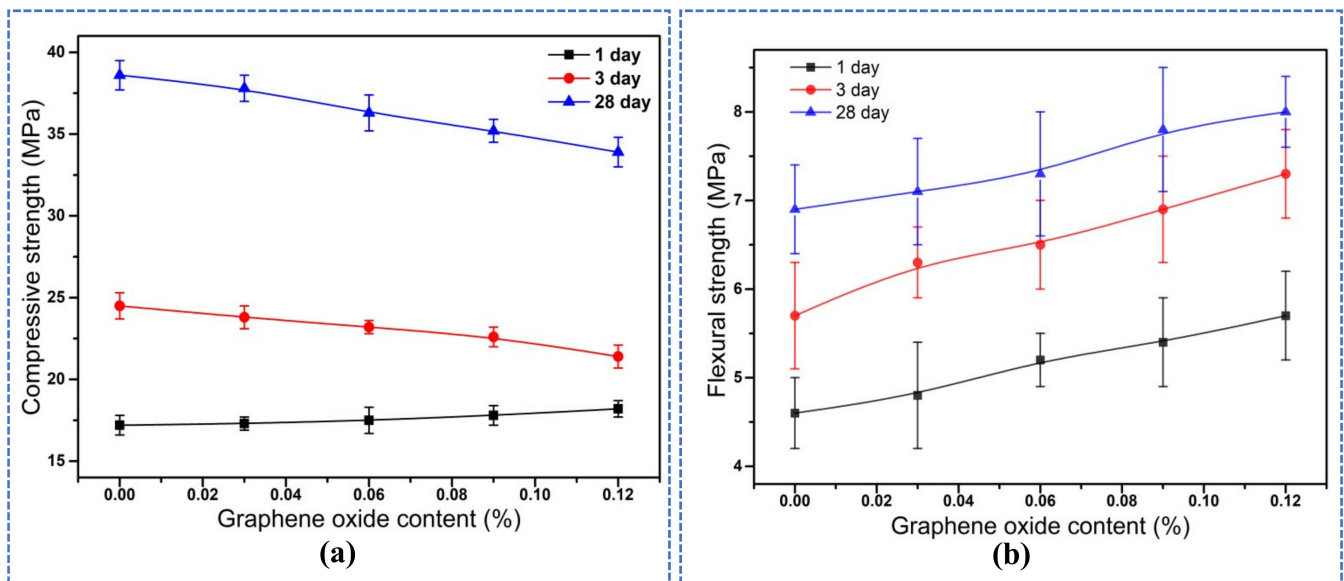 40
35
30
25
20
15
Compressive strength (MPa)
1 day
3 day
28 day
0.00 0.02 0.04 0.06 0.08 0.10 0.12
Graphene oxide content (%)
(a)
8
7
6
5
4
Flexural strength (MPa)
1 day
3 day
28 day
0.00 0.02 0.04 0.06 0.08 0.10 0.12
Graphene oxide content (%)
(b)